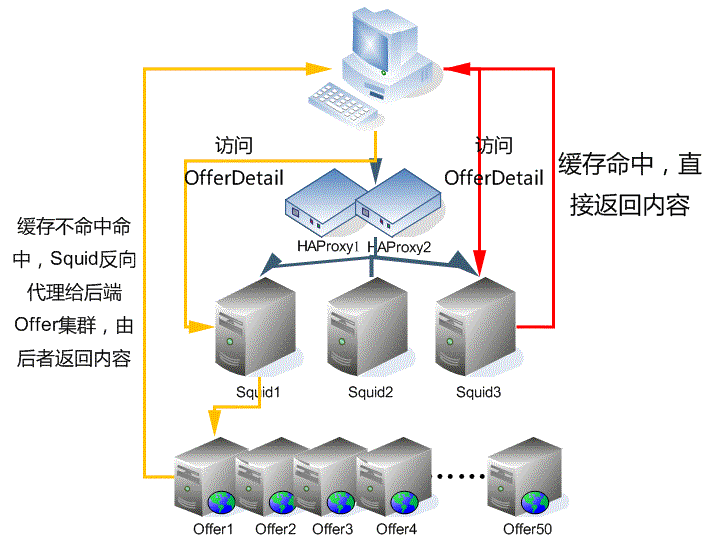 访问
OfferDetail
访问
OfferDetail
缓存命中，直
接返回内容
缓存不命中命
中，Squid反向
代理给后端
Offer集群，由
后者返回内容
HAProxy1
HAProxy2
Squid1
Squid2
Squid3
Offer1
Offer2
Offer3
Offer4
Offer50